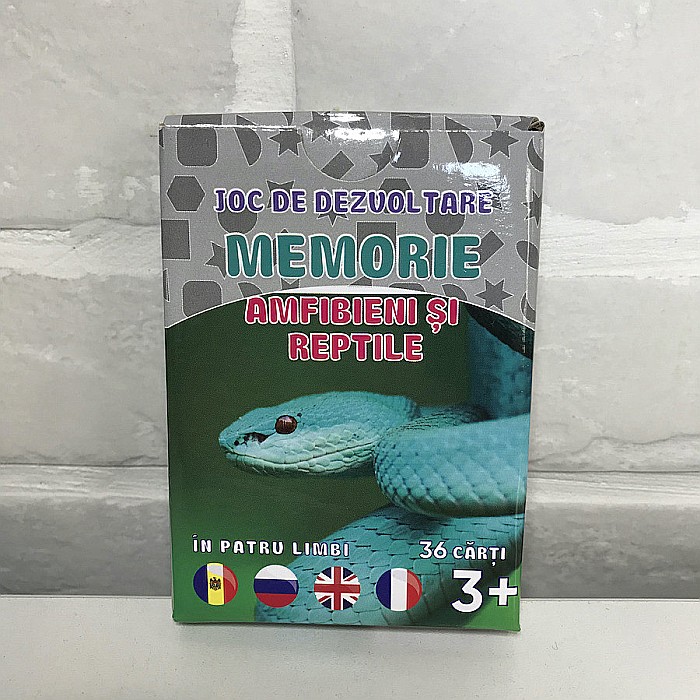 JOC DE DEZVOLTARE
MEMORIE
AMFIBIENI ȘI
REPTILE
ÎN PATRU LIMBI
36 CĂRȚI
3+